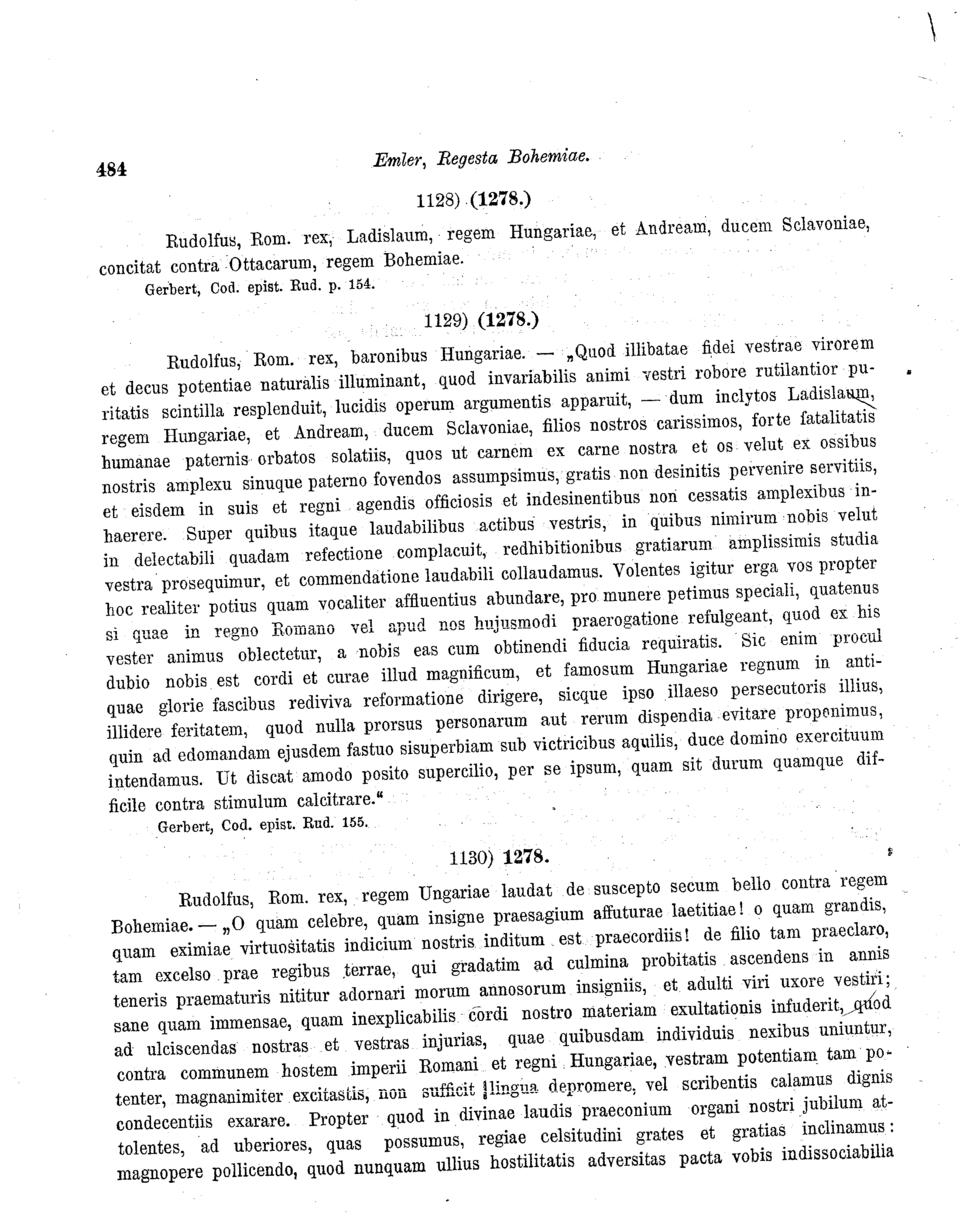 484
Emler, Regesta Bohemiae.
1128) (1278.)
Rudolfus, Rom. rex, Ladislaum, regem Hungariae, et Andream, ducem Sclavoniae,
concitat contra Ottacarum, regem Bohemiae.
Gerbert, Cod. epist. Rud. p. 154.
1129) (1278.)
Rudolfus, Rom. rex, baronibus Hungariae. — „Quod illibatae fidei vestrae virorem
et decus potentiae naturalis illuminant, quod invariabilis animi vestri robore rutilantior pu-
ritatis scintilla resplenduit, lucidis operum argumentis apparuit, — dum inclytos Ladislaum,
regem Hungariae, et Andream, ducem Sclavoniae, filios nostros carissimos, forte fatalitatis
humanae paternis orbatos solatiis, quos ut carnem ex carne nostra et os velut ex ossibus
nostris amplexu sinuque paterno fovendos assumpsimus, gratis non desinitis pervenire servitiis,
et eisdem in suis et regni agendis officiosis et indesinentibus non cessatis amplexibus in-
haerere. Super quibus itaque laudabilibus actibus vestris, in quibus nimirum nobis velut
in delectabili quadam refectione complacuit, redhibitionibus gratiarum amplissimis studia
vestra prosequimur, et commendatione laudabili collaudamus. Volentes igitur erga vos propter
hoc realiter potius quam vocaliter affluentius abundare, pro munere petimus speciali, quatenus
si quae in regno Romano vel apud nos hujusmodi praerogatione refulgeant, quod ex his
vester animus oblectetur, a nobis eas cum obtinendi fiducia requiratis. Sic enim procul
dubio nobis est cordi et curae illud magnificum, et famosum Hungariae regnum in anti-
quae glorie fascibus rediviva reformatione dirigere, sicque ipso illaeso persecutoris illius,
illidere feritatem, quod nulla prorsus personarum aut rerum dispendia evitare proponimus,
quin ad edomandam ejusdem fastuo sisuperbiam sub victricibus aquilis, duce domino exercituum
intendamus. Ut discat amodo posito supercilio, per se ipsum, quam sit durum quamque dif-
ficile contra stimulum calcitrare.“
Gerbert, Cod. epist. Rud. 155.
1130) 1278.
Rudolfus, Rom. rex, regem Ungariae laudat de suscepto secum bello contra regem
Bohemiae. — „O quam celebre, quam insigne praesagium affuturae laetitiae! o quam grandis,
quam eximiae virtuositatis indicium nostris inditum est praecordiis! de filio tam praeclaro,
tam excelso prae regibus terrae, qui gradatim ad culmina probitatis ascendens in annis
teneris praematuris nititur adornari morum annosorum insigniis, et adulti viri uxore vestiri;
sane quam immensae, quam inexplicabilis cordi nostro materiam exultationis infuderit, quod
ad ulciscendas nostras et vestras injurias, quae quibusdam individuis nexibus uniuntur,
contra communem hostem imperii Romani et regni Hungariae, vestram potentiam tam po-
tenter, magnanimiter excitastis, non sufficit lingua depromere, vel scribentis calamus dignis
condecentiis exarare. Propter quod in divinae laudis praeconium organi nostri jubilum at-
tolentes, ad uberiores, quas possumus, regiae celsitudini grates et gratias inclinamus:
magnopere pollicendo, quod nunquam ullius hostilitatis adversitas pacta vobis indissociabilia